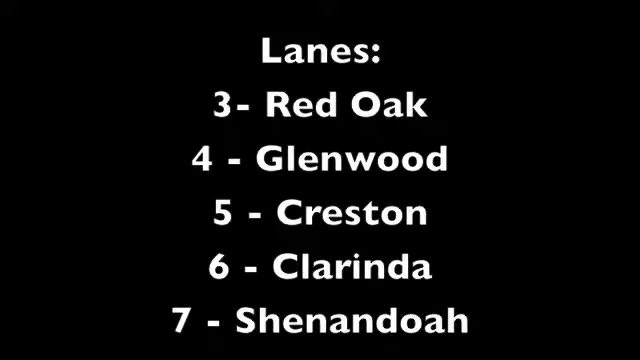 Lanes:
3- Red Oak
4 - Glenwood
5 - Creston
6 - Clarinda
7 - Shenandoah